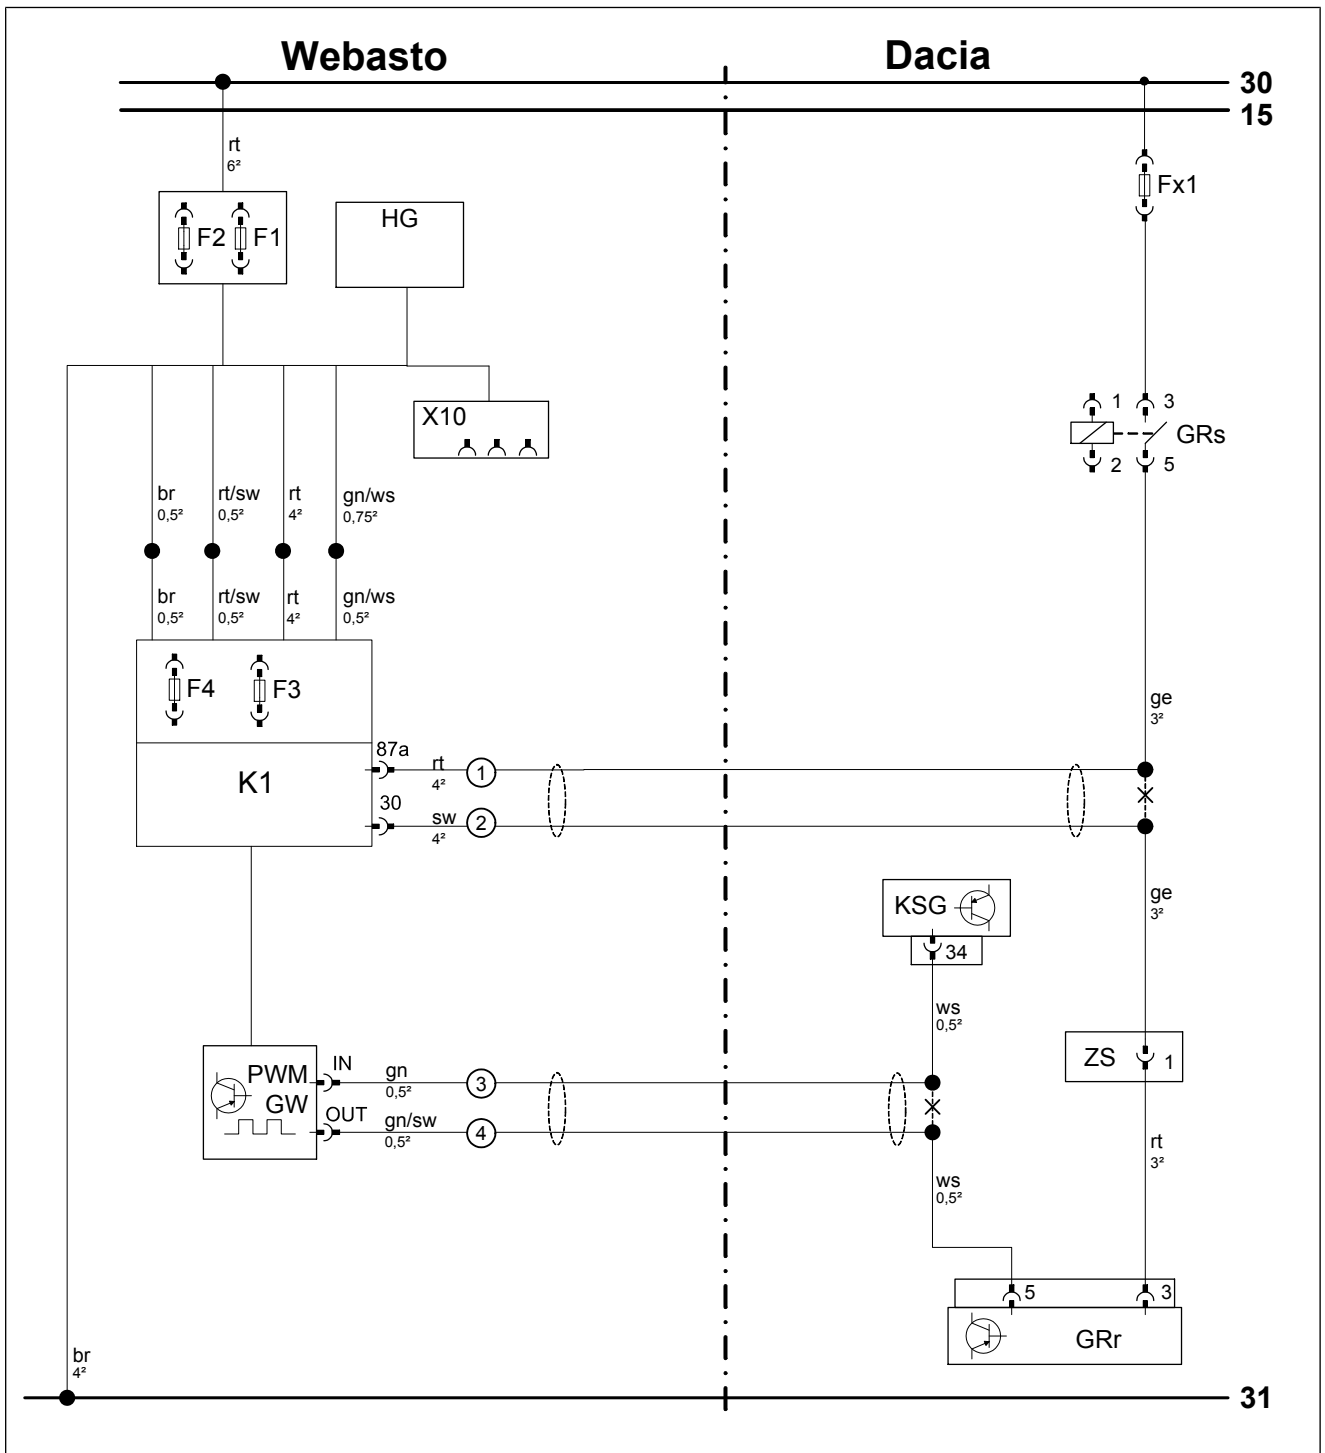 Webasto
Dacia
30
15
rt
6²
Fx1
F2
F1
HG
X10
1
3
GRs
2
5
br
0,5²
rt/sw
0,5²
rt
4²
gn/ws
0,75²
br
0,5²
rt/sw
0,5²
rt
4²
gn/ws
0,5²
F4
F3
ge
3²
87a
rt
4²
1
K1
30
sw
4²
2
KSG
34
ge
3²
ws
0,5²
ZS
1
PWM
GW
IN
gn
0,5²
3
OUT
gn/sw
0,5²
4
rt
3²
ws
0,5²
5
3
GRr
br
4²
31